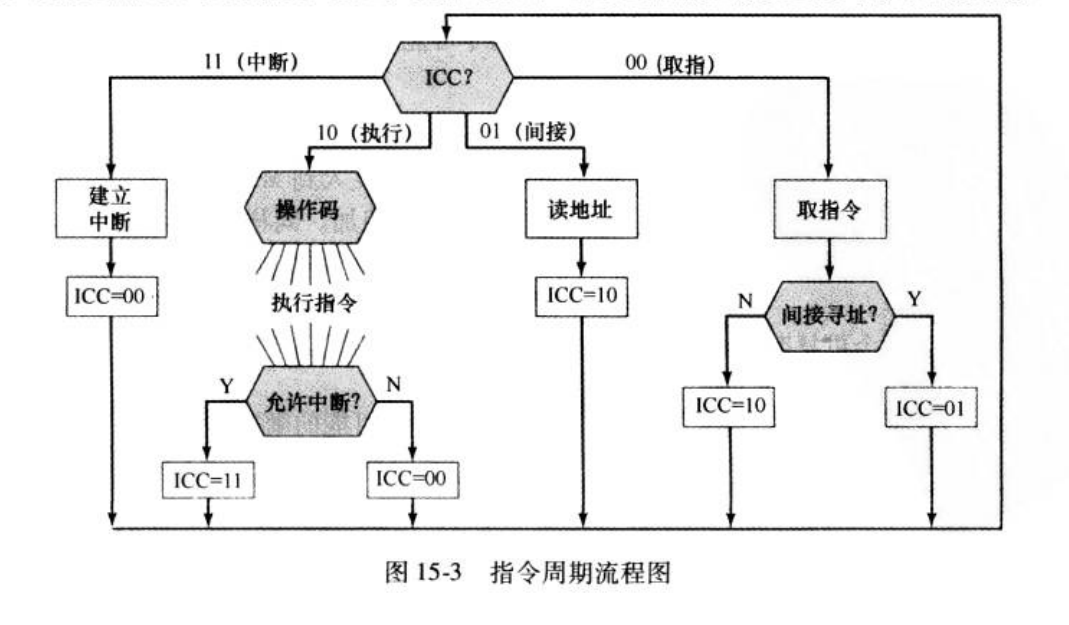 ICC?
11（中断）
00 (取指)
10（执行）
01（间接）
建立
中断
操作码
读地址
取指令
ICC=00
执行指令
ICC=10
间接寻址?
N
Y
允许中断?
Y
N
ICC=10
ICC=01
ICC=11
ICC=00
图 15-3 指令周期流程图